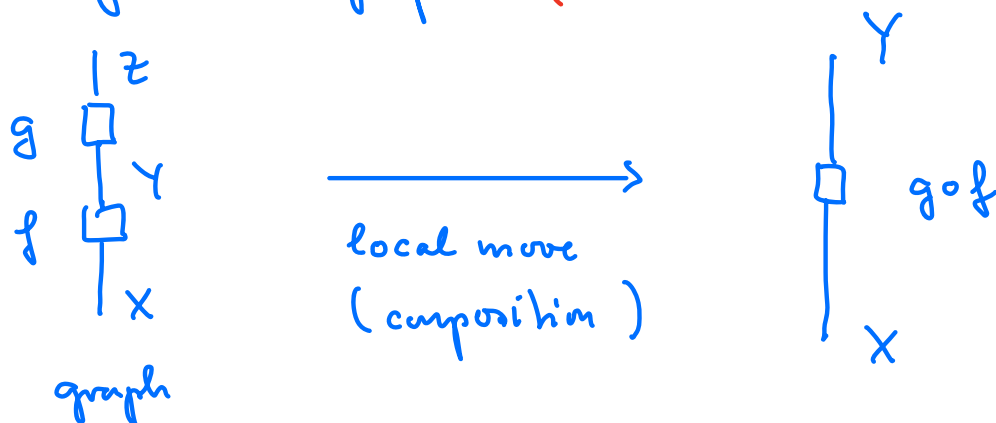 Z
g
Y
f
X
graph
local move
(composition)
Y
g∘f
X